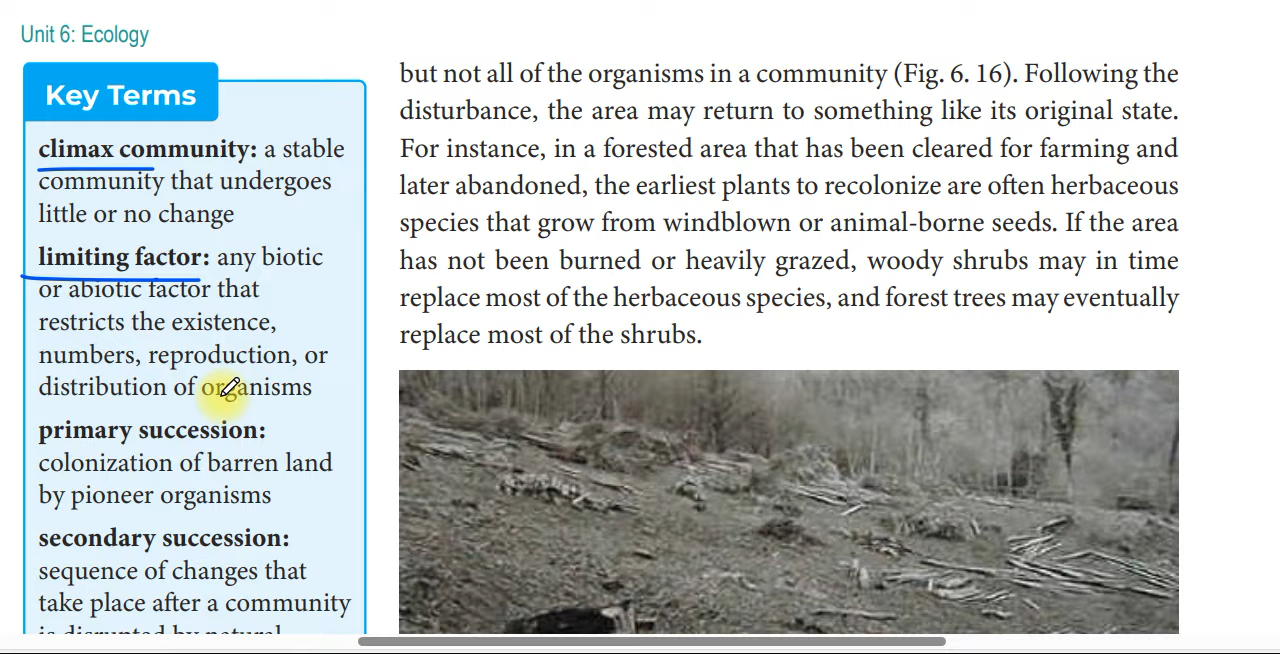 Unit 6: Ecology
Key Terms
climax community: a stable
community that undergoes
little or no change
limiting factor: any biotic
or abiotic factor that
restricts the existence,
numbers, reproduction, or
distribution of organisms
primary succession:
colonization of barren land
by pioneer organisms
secondary succession:
sequence of changes that
take place after a community
is disrupted by natural
but not all of the organisms in a community (Fig. 6. 16). Following the
disturbance, the area may return to something like its original state.
For instance, in a forested area that has been cleared for farming and
later abandoned, the earliest plants to recolonize are often herbaceous
species that grow from windblown or animal-borne seeds. If the area
has not been burned or heavily grazed, woody shrubs may in time
replace most of the herbaceous species, and forest trees may eventually
replace most of the shrubs.